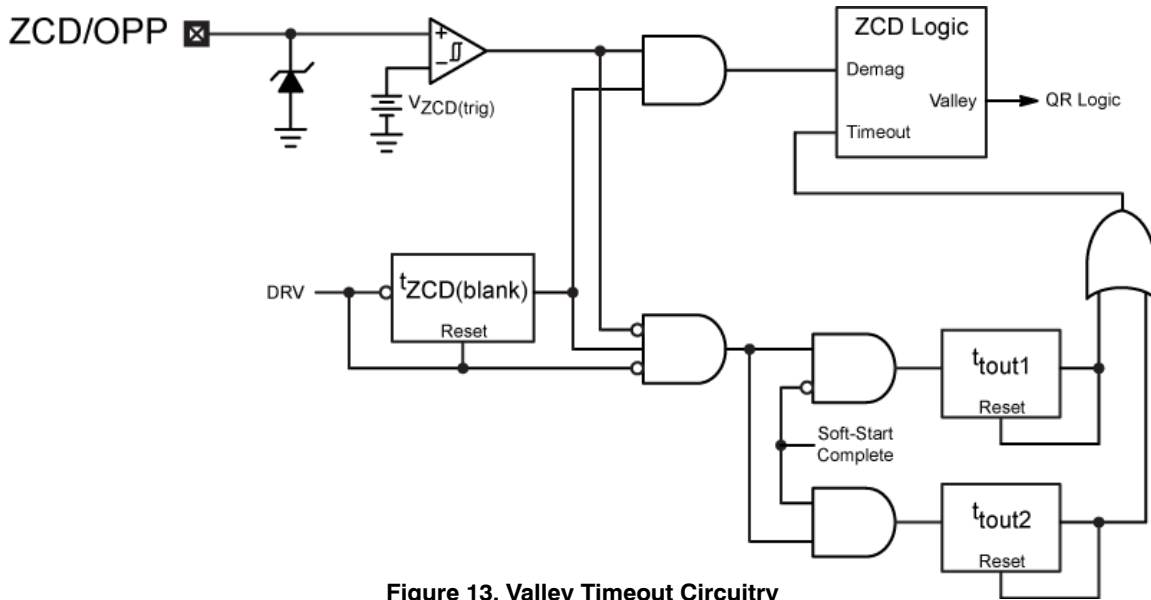 ZCD/OPP
+
–
VZCD(trig)
ZCD Logic
Demag
Valley
QR Logic
Timeout
DRV
tZCD(blank)
Reset
ttout1
Reset
Soft-Start
Complete
ttout2
Reset
Figure 13. Valley Timeout Circuitry